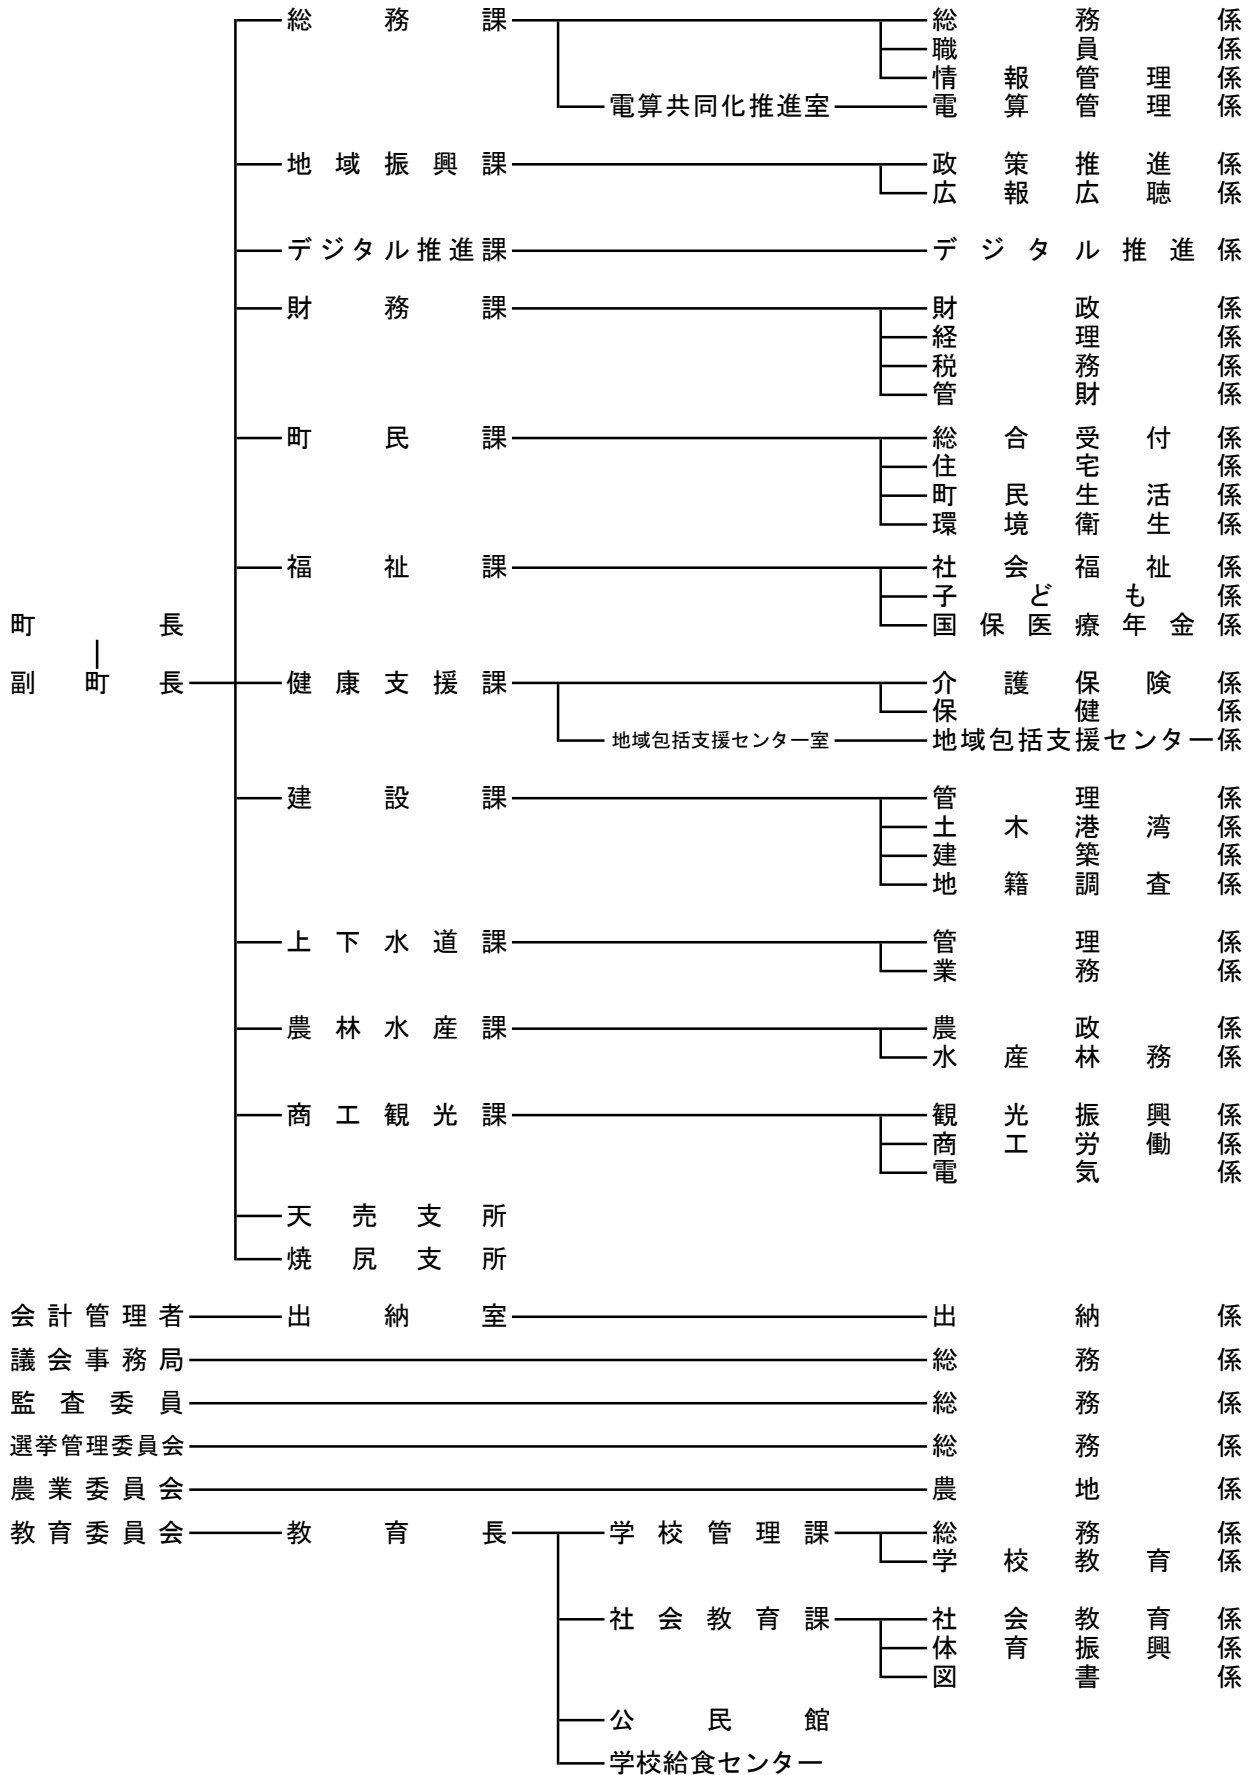 総務課 総務係
職員係
情報管理係
電算共同化推進室 電算管理係
地域振興課 政策推進係
広報広聴係
デジタル推進課 デジタル推進係
財務課 財政係
経理係
税務係
管財係
町民課 総合受付係
住宅係
町民生活係
環境衛生係
福祉課 社会福祉係
子ども係
町長 国保医療年金係
副町長 健康支援課 介護保険係
保健係
地域包括支援センター室 地域包括支援センター係
建設課 管理係
土木港湾係
建築係
地籍調査係
上下水道課 管理係
業務係
農林水産課 農政係
水産林務係
商工観光課 観光振興係
商工労働係
電気係
天売支所
焼尻支所
会計管理者 出納室 出納係
議会事務局 総務係
監査委員 総務係
選挙管理委員会 総務係
農業委員会 農地係
教育委員会 教育長 学校管理課 総務係
学校教育係
社会教育課 社会教育係
体育振興係
図書係
公民館
学校給食センター